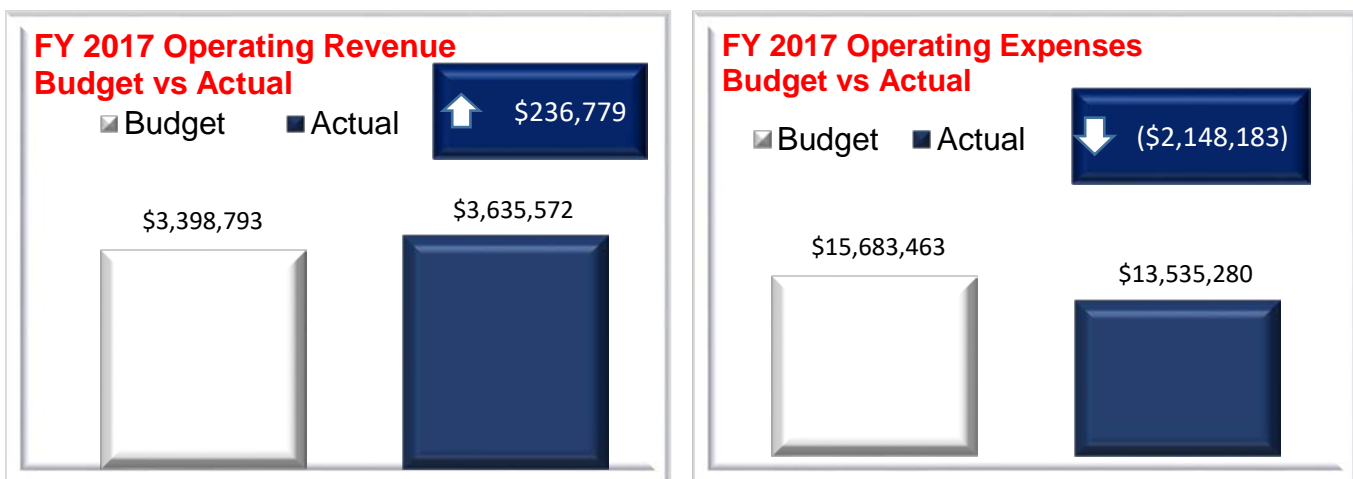 FY 2017 Operating Revenue
Budget vs Actual
Budget Actual
$236,779
$3,398,793
$3,635,572
FY 2017 Operating Expenses
Budget vs Actual
Budget Actual
($2,148,183)
$15,683,463
$13,535,280